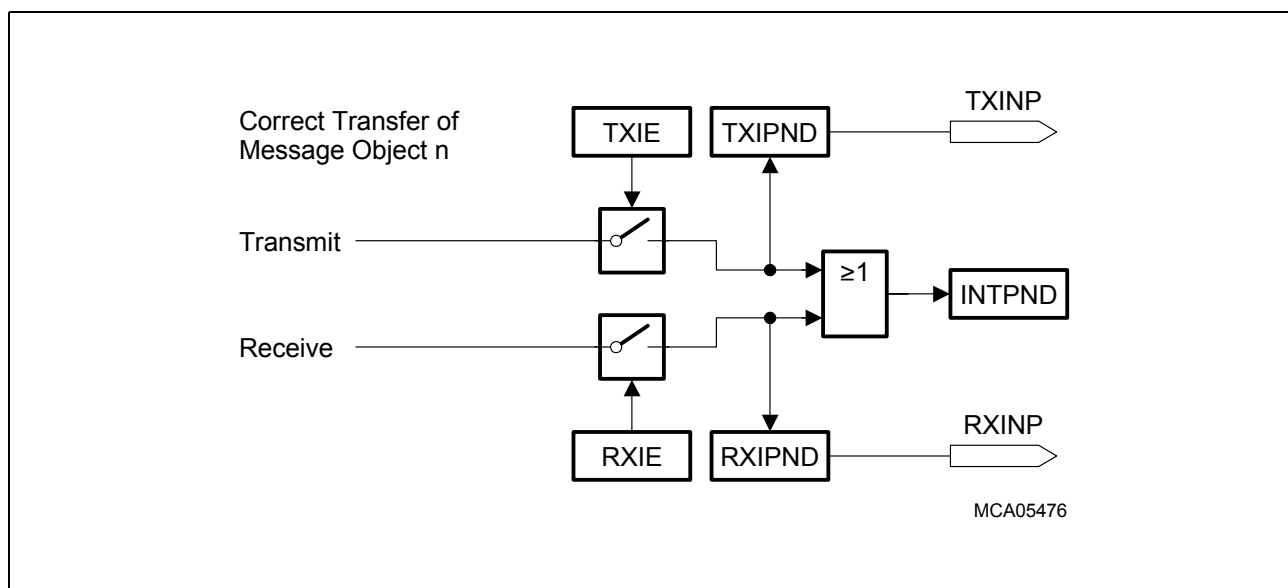 Correct Transfer of
Message Object n
TXIE
TXIPND
TXINP
Transmit
≥1
INTPND
Receive
RXIE
RXIPND
RXINP
MCA05476